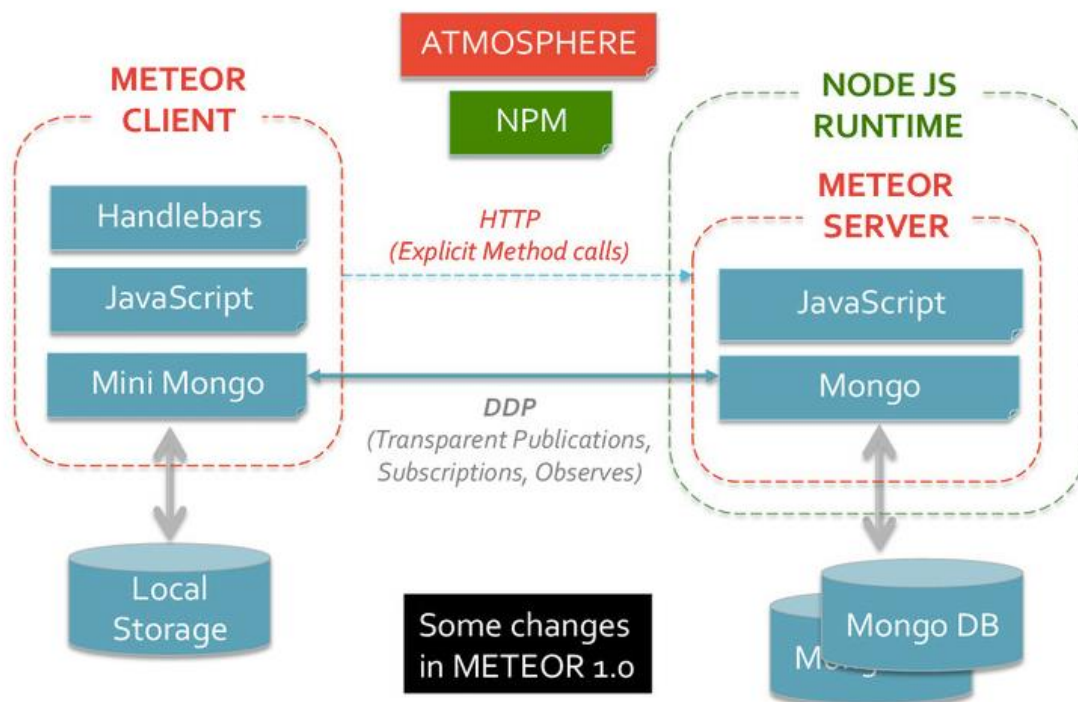 ATMOSPHERE
NPM
METEOR
CLIENT
Handlebars
JavaScript
Mini Mongo
Local
Storage
HTTP
(Explicit Method calls)
DDP
(Transparent Publications,
Subscriptions, Observes)
Some changes
in METEOR 1.0
NODE JS
RUNTIME
METEOR
SERVER
JavaScript
Mongo
Mongo DB